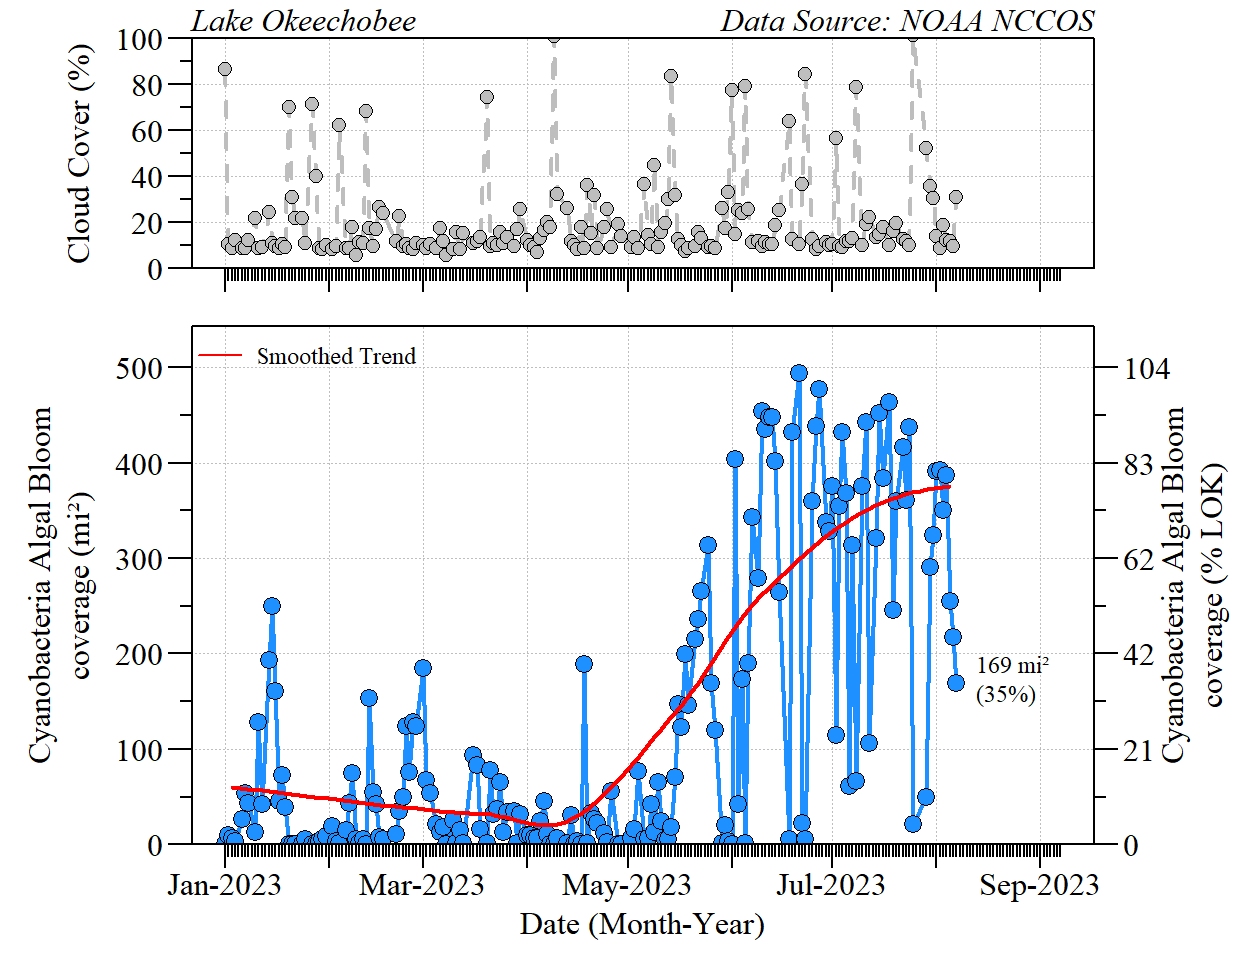 Lake Okeechobee Data Source: NOAA NCCOS
Cloud Cover (%)
100
80
60
40
20
0
Smoothed Trend
Cyanobacteria Algal Bloom
coverage (mi²)
500
400
300
200
100
0
104
83
62
42
21
0
Cyanobacteria Algal Bloom
coverage (% LOK)
169 mi²
(35%)
Jan-2023 Mar-2023 May-2023 Jul-2023 Sep-2023
Date (Month-Year)